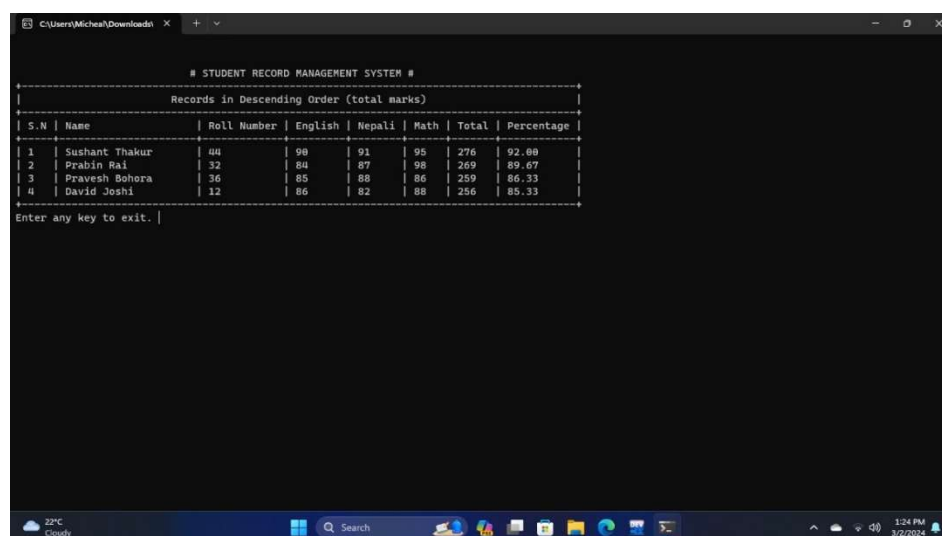 C:\Users\Micheal\Downloads\
# STUDENT RECORD MANAGEMENT SYSTEM #
Records in Descending Order (total marks)
| S.N | Name | Roll Number | English | Nepali | Math | Total | Percentage |
| 1 | Sushant Thakur | 44 | 90 | 91 | 95 | 276 | 92.00 |
| 2 | Prabin Rai | 32 | 84 | 87 | 98 | 269 | 89.67 |
| 3 | Pravesh Bohora | 36 | 85 | 88 | 86 | 259 | 86.33 |
| 4 | David Joshi | 12 | 86 | 82 | 88 | 256 | 85.33 |
Enter any key to exit.
22°C
Cloudy
Search
1:24 PM
3/2/2024